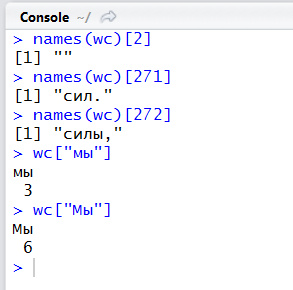 Console ~/
> names(wc)[2]
[1] ""
> names(wc)[271]
[1] "сил."
> names(wc)[272]
[1] "силы,"
> wc["мы"]
мы
 3
> wc["Мы"]
Мы
 6
>